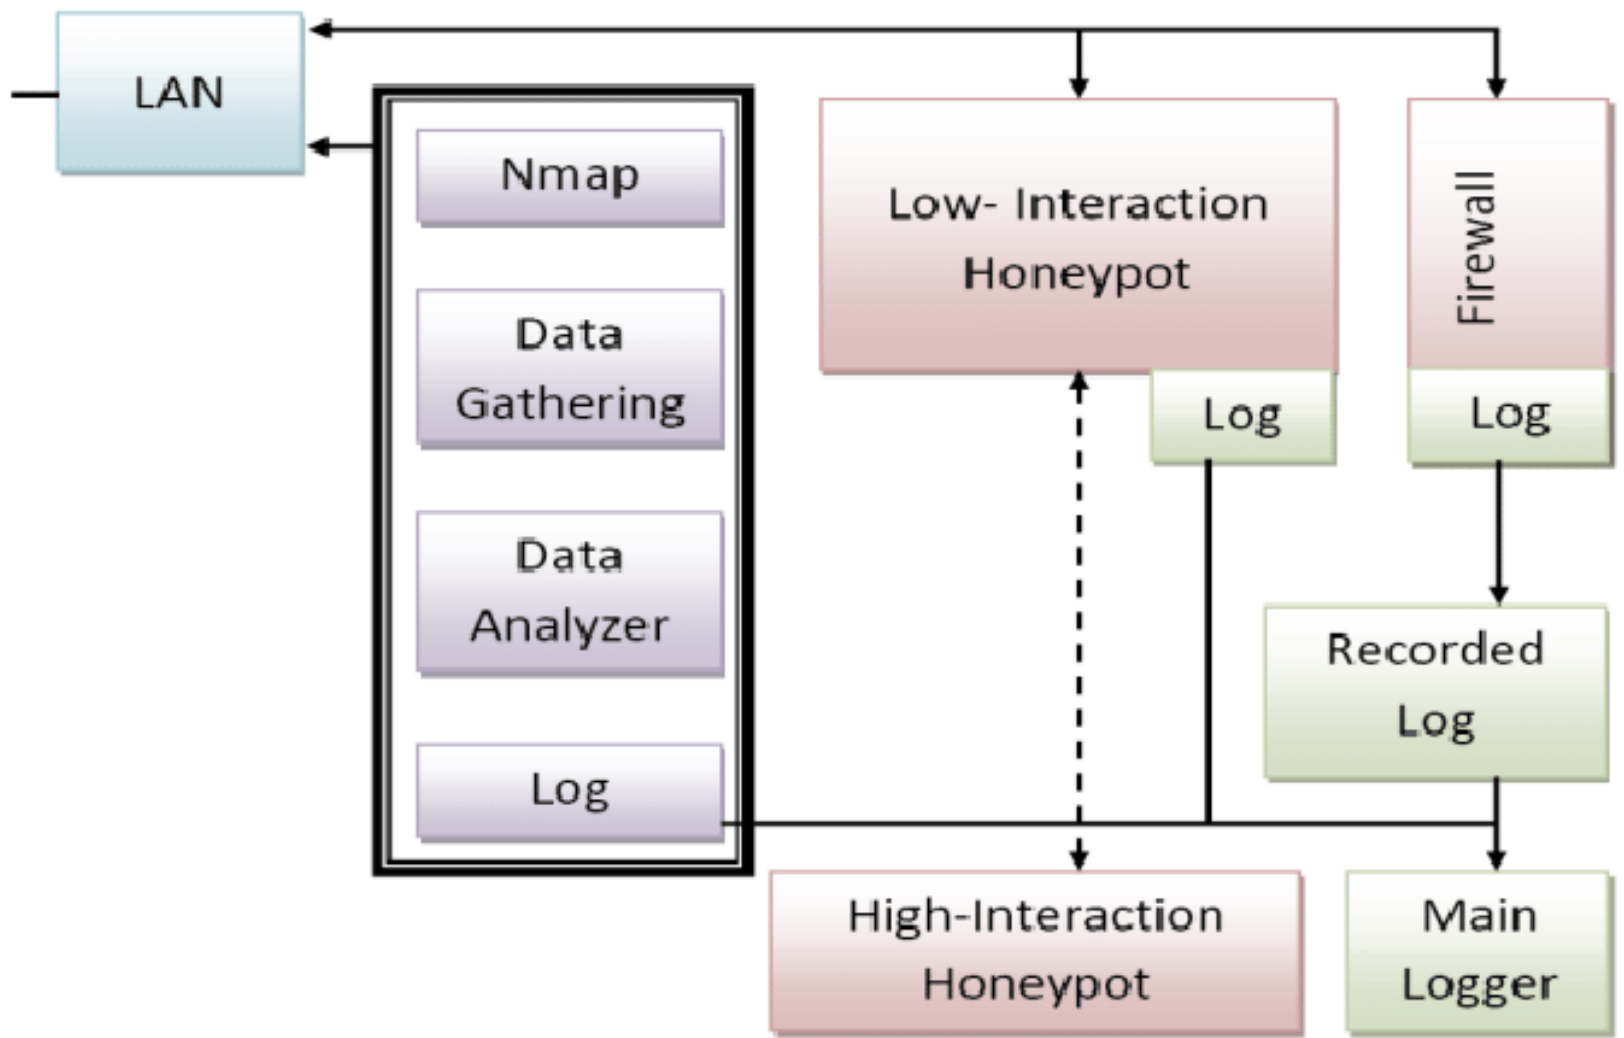 LAN
Nmap
Data
Gathering
Data
Analyzer
Log
Low- Interaction
Honeypot
Log
Firewall
Log
Recorded
Log
High-Interaction
Honeypot
Main
Logger